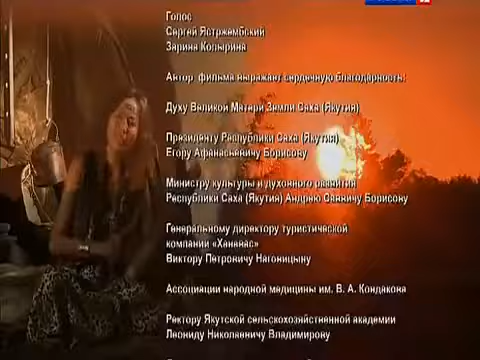 Голос
Сергей Ястржембский
Зарина Копырина
Автор фильма выражает сердечную благодарность:
Духу Великой Матери Земли Саха (Якутия)
Президенту Республики Саха (Якутия)
Егору Афанасьевичу Борисову
Министру культуры и духовного развития
Республики Саха (Якутия) Андрею Саввичу Борисову
Генеральному директору туристической
компании «Ханавас»
Виктору Петровичу Нагоницыну
Ассоциации народной медицины им. В. А. Кондакова
Ректору Якутской сельскохозяйственной академии
Леониду Николаевичу Владимирову